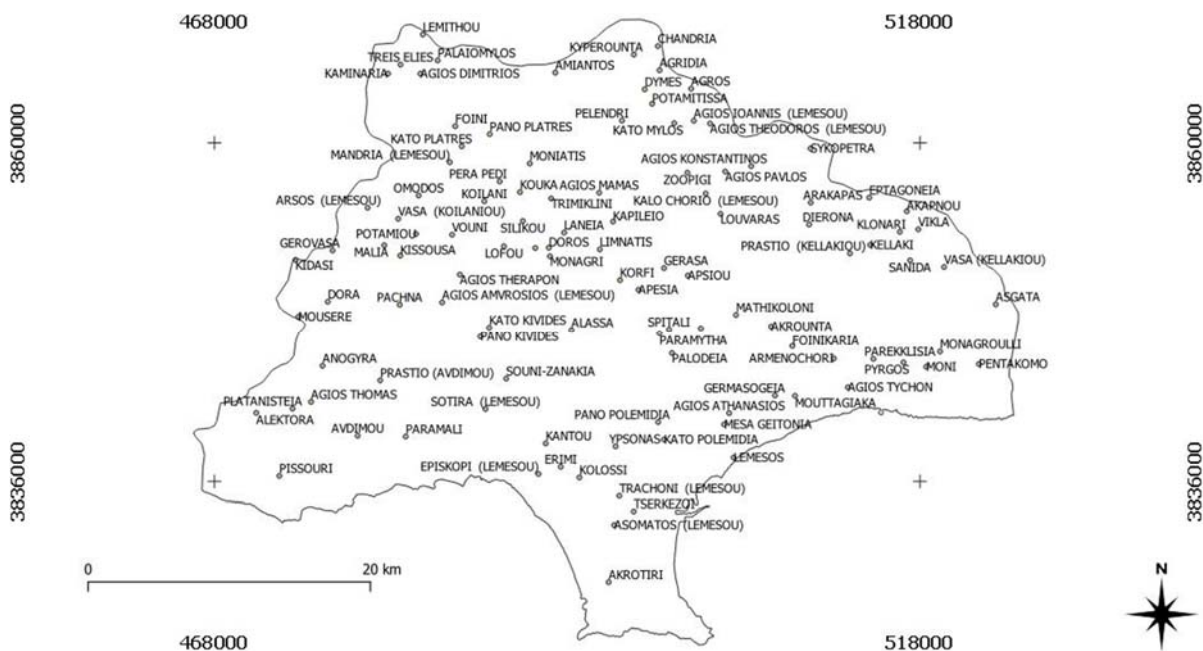 468000
518000
LEMITHOU
CHANDRIA
KYPEROUNTA
TREIS ELIES
PALAIOMYLOS
AMIANTOS
AGRIDIA
KAMINARIA
AGIOS DIMITRIOS
DYMES
AGROS
POTAMITISSA
3860000
3860000
FOINI
PELENDRI
AGIOS IOANNIS (LEMESOU)
PANO PLATRES
KATO MYLOS
AGIOS THEODOROS (LEMESOU)
KATO PLATRES
SYKOPETRA
MANDRIA (LEMESOU)
MONIATIS
AGIOS KONSTANTINOS
PERA PEDI
ZOOPIGI
AGIOS PAVLOS
OMODOS
KOUKA
AGIOS MAMAS
ARSOS (LEMESOU)
KOILANI
TRIMIKLINI
KALO CHORIO (LEMESOU)
ARAKAPAS
EPTAGONEIA
AKAPNOU
VASA (KOILANIOU)
KAPILEIO
LOUVARAS
DIERONA
KLONARI
VIKLA
POTAMIOU
VOUNI
SILIKOU
LANEIA
GEROVASA
MALIA
KISSOUSA
LOFOU
DOROS
LIMNATIS
PRASTIO (KELLAKIOU)
KELLAKI
KIDASI
MONAGRI
GERASA
SANIDA
VASA (KELLAKIOU)
AGIOS THERAPON
KORFI
APSIOU
APESIA
DORA
PACHNA
AGIOS AMVROSIOS (LEMESOU)
ASGATA
MOUSERE
MATHIKOLONI
KATO KIVIDES
ALASSA
SPITALI
AKROUNTA
PANO KIVIDES
PARAMYTHA
FOINIKARIA
PALODEIA
ARMENOCHORI
PAREKKLISIA
MONAGROULLI
ANOGYRA
PYRGOS
MONI
PENTAKOMO
PRASTIO (AVDIMOU)
SOUNI-ZANAKIA
GERMASOGEIA
AGIOS TYCHON
PLATANISTEIA
AGIOS THOMAS
SOTIRA (LEMESOU)
AGIOS ATHANASIOS
MOUTTAGIAKA
ALEKTORA
PANO POLEMIDIA
AVDIMOU
PARAMALI
MESA GEITONIA
KANTOU
YPSONAS
KATO POLEMIDIA
PISSOURI
EPISKOPI (LEMESOU)
ERIMI
LEMESOS
KOLOSSI
3836000
3836000
TRACHONI (LEMESOU)
TSERKEZOI
ASOMATOS (LEMESOU)
0
20 km
AKROTIRI
N
468000
518000